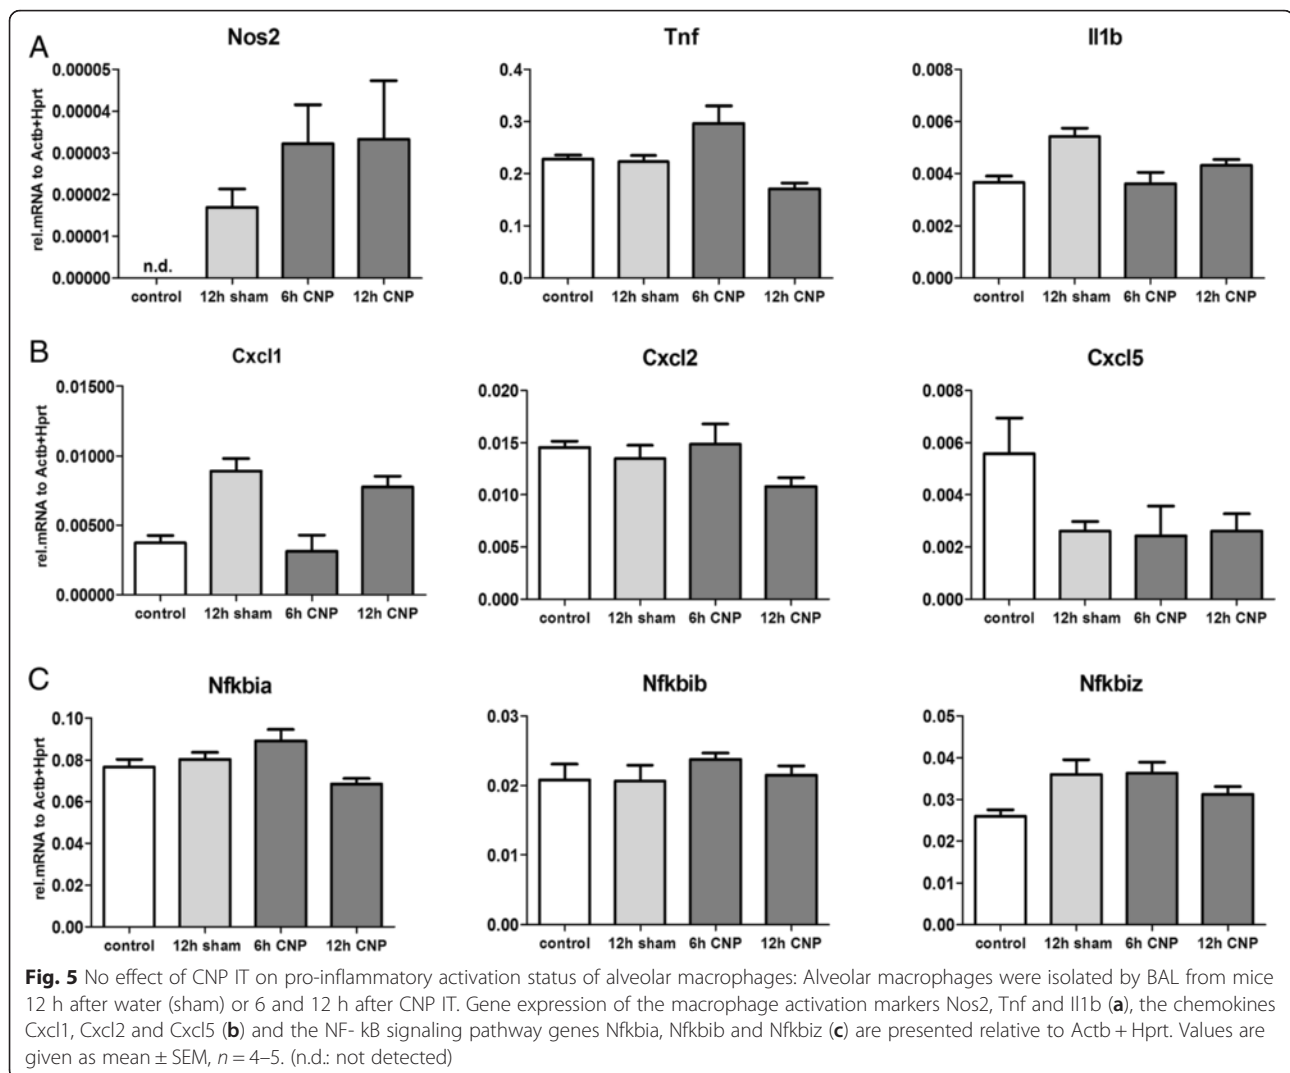 A
Nos2
rel.mRNA to Actb+Hprt
0.00005
0.00004
0.00003
0.00002
0.00001
0.00000
n.d.
control 12h sham 6h CNP 12h CNP
Tnf
0.4
0.3
0.2
0.1
0.0
control 12h sham 6h CNP 12h CNP
Il1b
0.008
0.006
0.004
0.002
0.000
control 12h sham 6h CNP 12h CNP
B
Cxcl1
rel.mRNA to Actb+Hprt
0.01500
0.01000
0.00500
0.00000
control 12h sham 6h CNP 12h CNP
Cxcl2
0.020
0.015
0.010
0.005
0.000
control 12h sham 6h CNP 12h CNP
Cxcl5
0.008
0.006
0.004
0.002
0.000
control 12h sham 6h CNP 12h CNP
C
Nfkbia
rel.mRNA to Actb+Hprt
0.10
0.08
0.06
0.04
0.02
0.00
control 12h sham 6h CNP 12h CNP
Nfkbib
0.03
0.02
0.01
0.00
control 12h sham 6h CNP 12h CNP
Nfkbiz
0.05
0.04
0.03
0.02
0.01
0.00
control 12h sham 6h CNP 12h CNP
Fig. 5 No effect of CNP IT on pro-inflammatory activation status of alveolar macrophages: Alveolar macrophages were isolated by BAL from mice
12 h after water (sham) or 6 and 12 h after CNP IT. Gene expression of the macrophage activation markers Nos2, Tnf and Il1b (a), the chemokines
Cxcl1, Cxcl2 and Cxcl5 (b) and the NF- kB signaling pathway genes Nfkbia, Nfkbib and Nfkbiz (c) are presented relative to Actb + Hprt. Values are
given as mean ± SEM, n = 4–5. (n.d.: not detected)